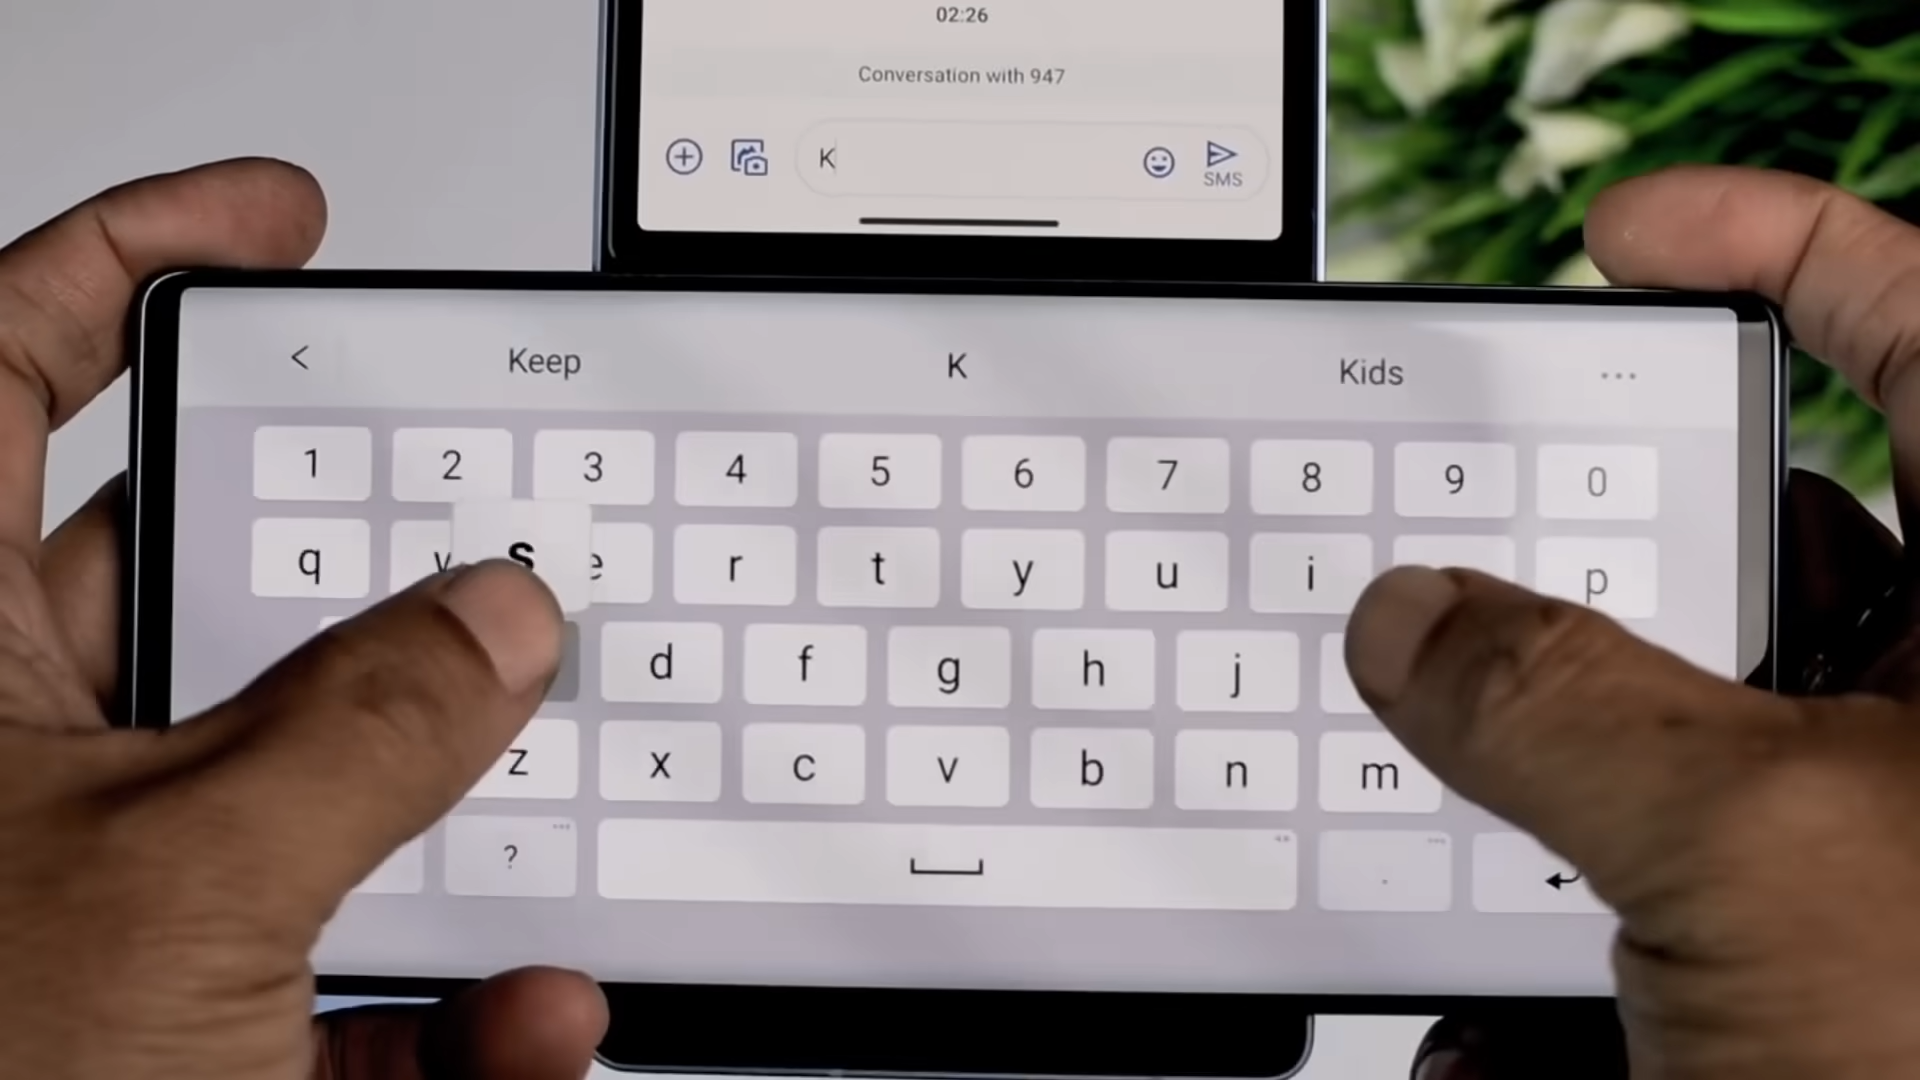 02:26
Conversation with 947
K
SMS
< Keep K Kids ...
1 2 3 4 5 6 7 8 9 0
q s e r t y u i p
d f g h j
z x c v b n m
? .